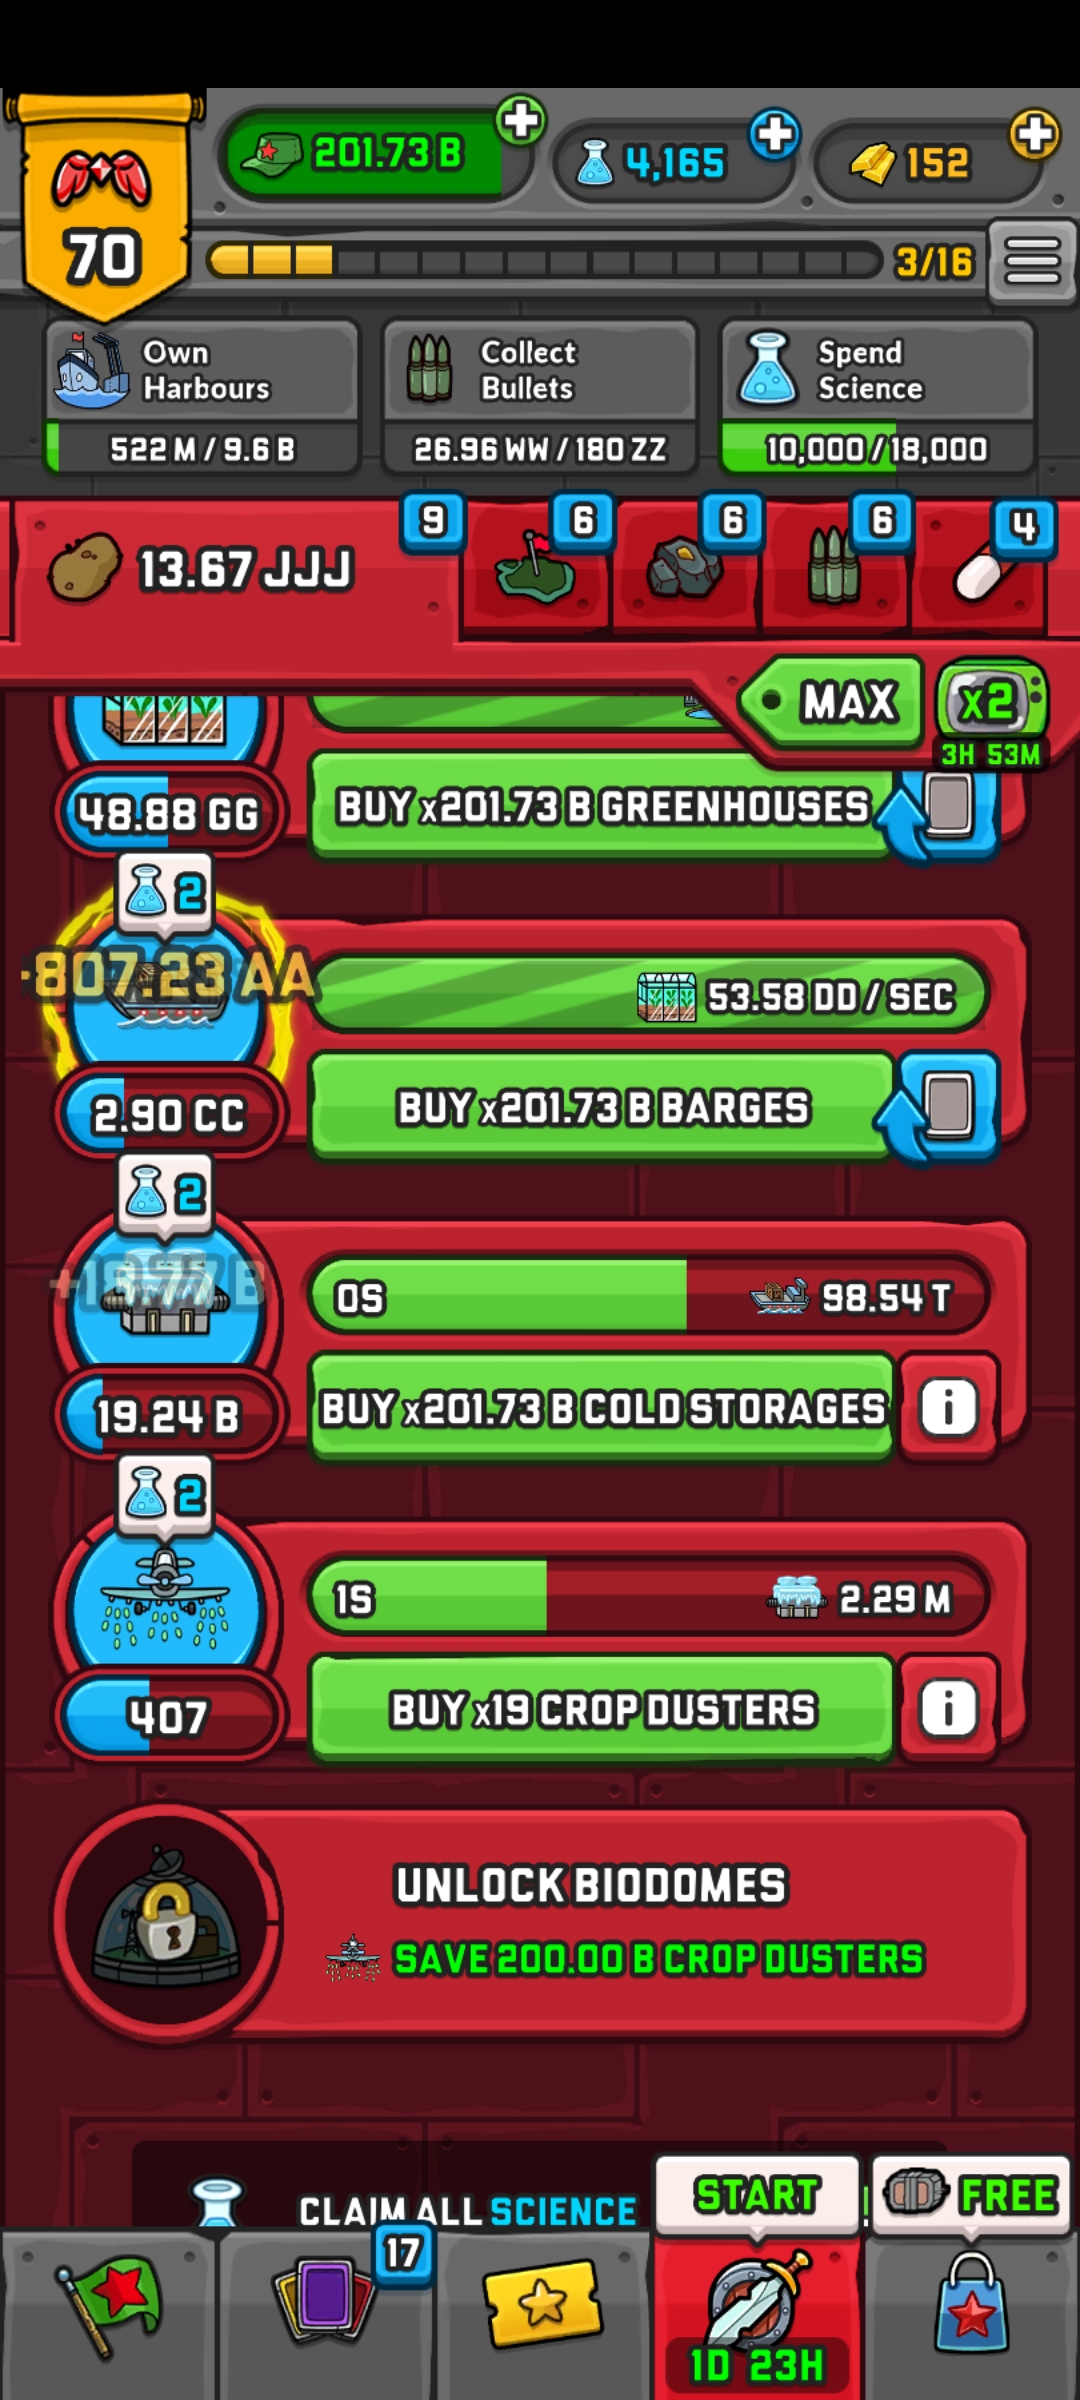 201.73 B
4,165
152
70
3/16
Own
Harbours
522 M / 9.6 B
Collect
Bullets
26.96 WW / 180 ZZ
Spend
Science
10,000 / 18,000
13.67 JJJ
9
6
6
6
4
MAX
x2
3H 53M
48.88 GG
BUY x201.73 B GREENHOUSES
2
-807.23 AA
53.58 DD / SEC
2.90 CC
BUY x201.73 B BARGES
2
0S
98.54 T
19.24 B
BUY x201.73 B COLD STORAGES
i
2
1S
2.29 M
407
BUY x19 CROP DUSTERS
i
UNLOCK BIODOMES
SAVE 200.00 B CROP DUSTERS
CLAIM ALL SCIENCE
START
FREE
17
1D 23H